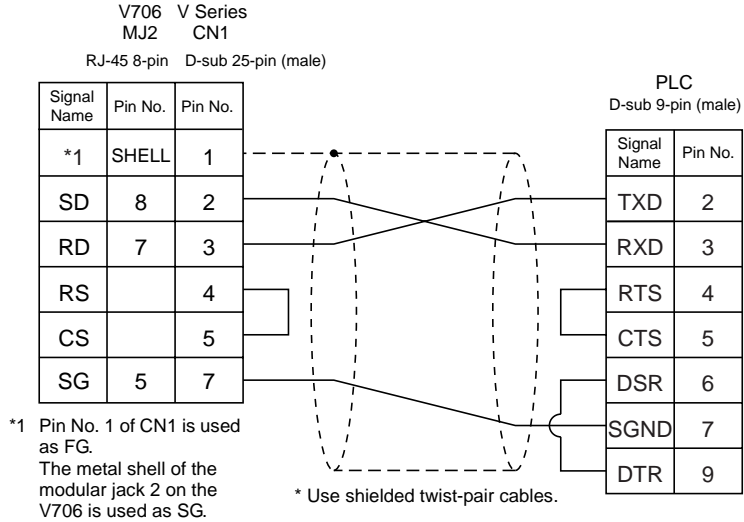 V706 V Series
MJ2 CN1
RJ-45 8-pin D-sub 25-pin (male)
Signal Name Pin No. Pin No.
*1 SHELL 1
SD 8 2
RD 7 3
RS 4
CS 5
SG 5 7
*1 Pin No. 1 of CN1 is used
as FG.
The metal shell of the
modular jack 2 on the
V706 is used as SG.
* Use shielded twist-pair cables.
PLC
D-sub 9-pin (male)
Signal Name Pin No.
TXD 2
RXD 3
RTS 4
CTS 5
DSR 6
SGND 7
DTR 9